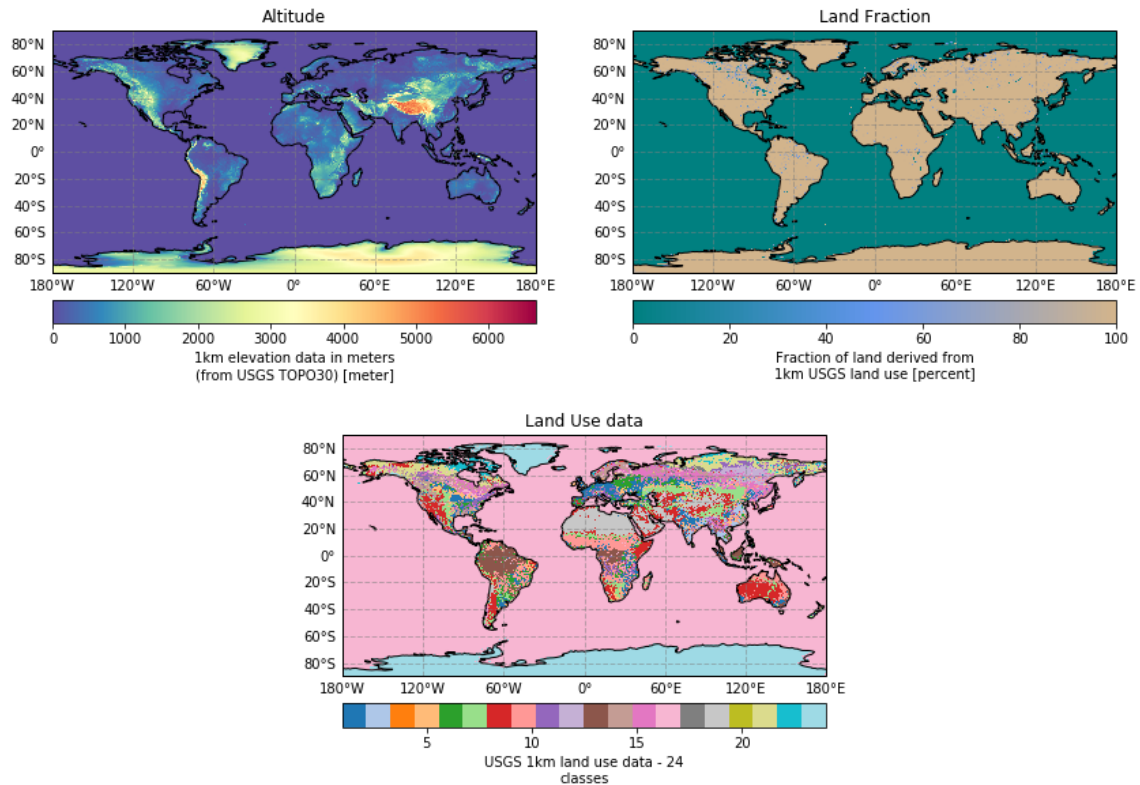 Altitude
80°N
60°N
40°N
20°N
0°
20°S
40°S
60°S
80°S
180°W 120°W 60°W 0° 60°E 120°E 180°E
0 1000 2000 3000 4000 5000 6000
1km elevation data in meters
(from USGS TOPO30) [meter]
Land Fraction
80°N
60°N
40°N
20°N
0°
20°S
40°S
60°S
80°S
180°W 120°W 60°W 0° 60°E 120°E 180°E
0 20 40 60 80 100
Fraction of land derived from
1km USGS land use [percent]
Land Use data
80°N
60°N
40°N
20°N
0°
20°S
40°S
60°S
80°S
180°W 120°W 60°W 0° 60°E 120°E 180°E
5 10 15 20
USGS 1km land use data - 24
classes